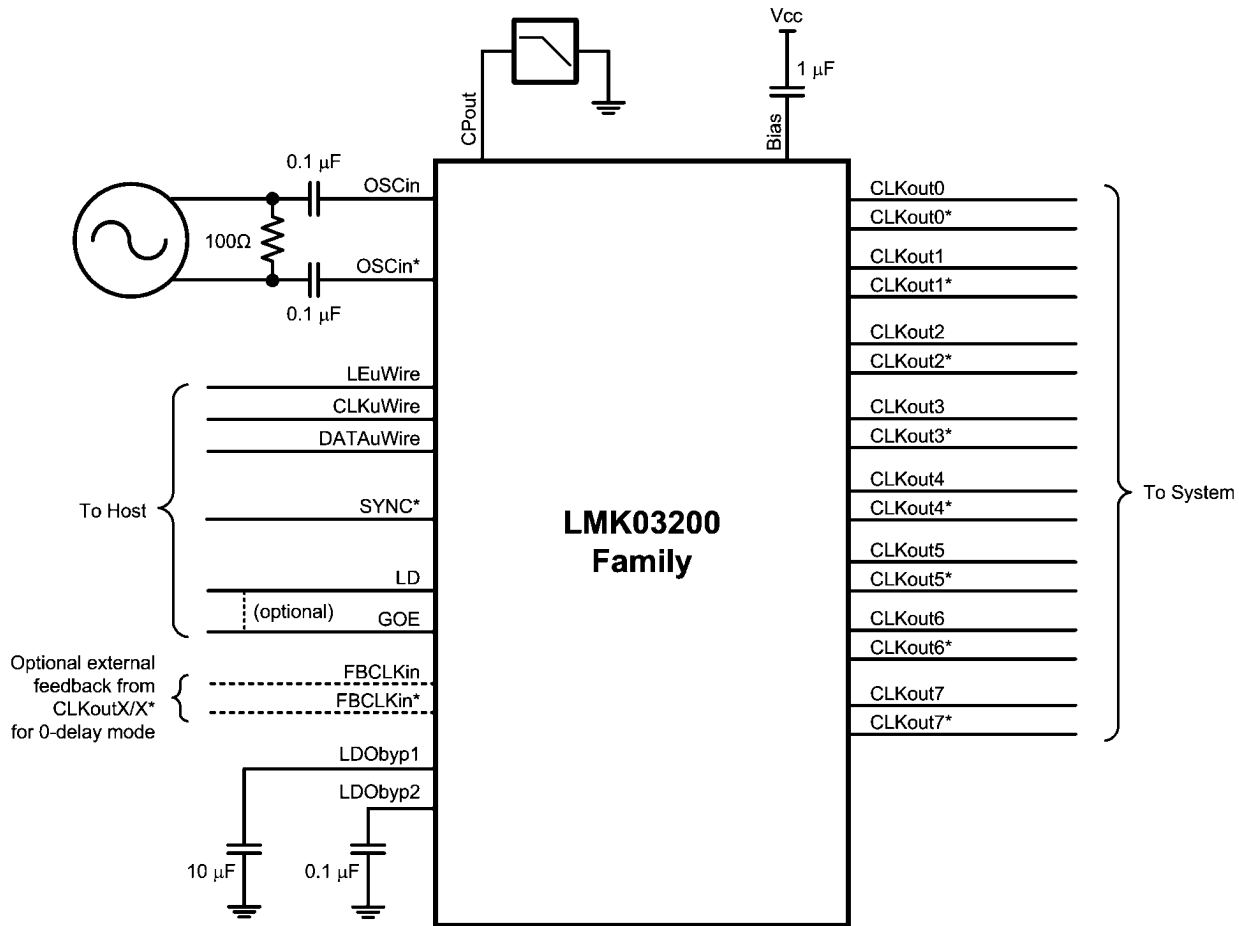 Vcc
1 µF
CPout
Bias
0.1 µF
OSCin
100Ω
OSCin*
0.1 µF
LEuWire
CLKuWire
DATAuWire
To Host
SYNC*
LD
(optional)
GOE
Optional external
feedback from
CLKoutX/X*
for 0-delay mode
FBCLKin
FBCLKin*
LDObyp1
LDObyp2
10 µF
0.1 µF
LMK03200
Family
CLKout0
CLKout0*
CLKout1
CLKout1*
CLKout2
CLKout2*
CLKout3
CLKout3*
CLKout4
CLKout4*
CLKout5
CLKout5*
CLKout6
CLKout6*
CLKout7
CLKout7*
To System